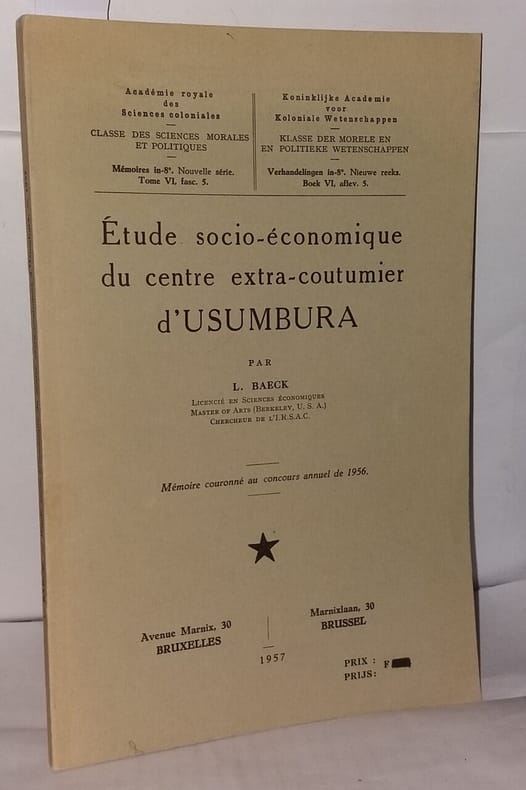 Académie royale
des
Sciences coloniales
CLASSE DES SCIENCES MORALES
ET POLITIQUES
Mémoires in-8°. Nouvelle série.
Tome VI, fasc. 5.
Koninklijke Academie
voor
Koloniale Wetenschappen
KLASSE DER MORELE EN
EN POLITIEKE WETENSCHAPPEN
Verhandelingen in-8°. Nieuwe reeks.
Boek VI, aflev. 5.
Étude socio-économique
du centre extra-coutumier
d'USUMBURA
PAR
L. BAECK
LICENCIÉ EN SCIENCES ÉCONOMIQUES
MASTER OF ARTS (BERKELEY, U. S. A.)
CHERCHEUR DE L'I.R.S.A.C.
Mémoire couronné au concours annuel de 1956.
Avenue Marnix, 30
BRUXELLES
Marnixlaan, 30
BRUSSEL
1957
PRIX : F
PRIJS: